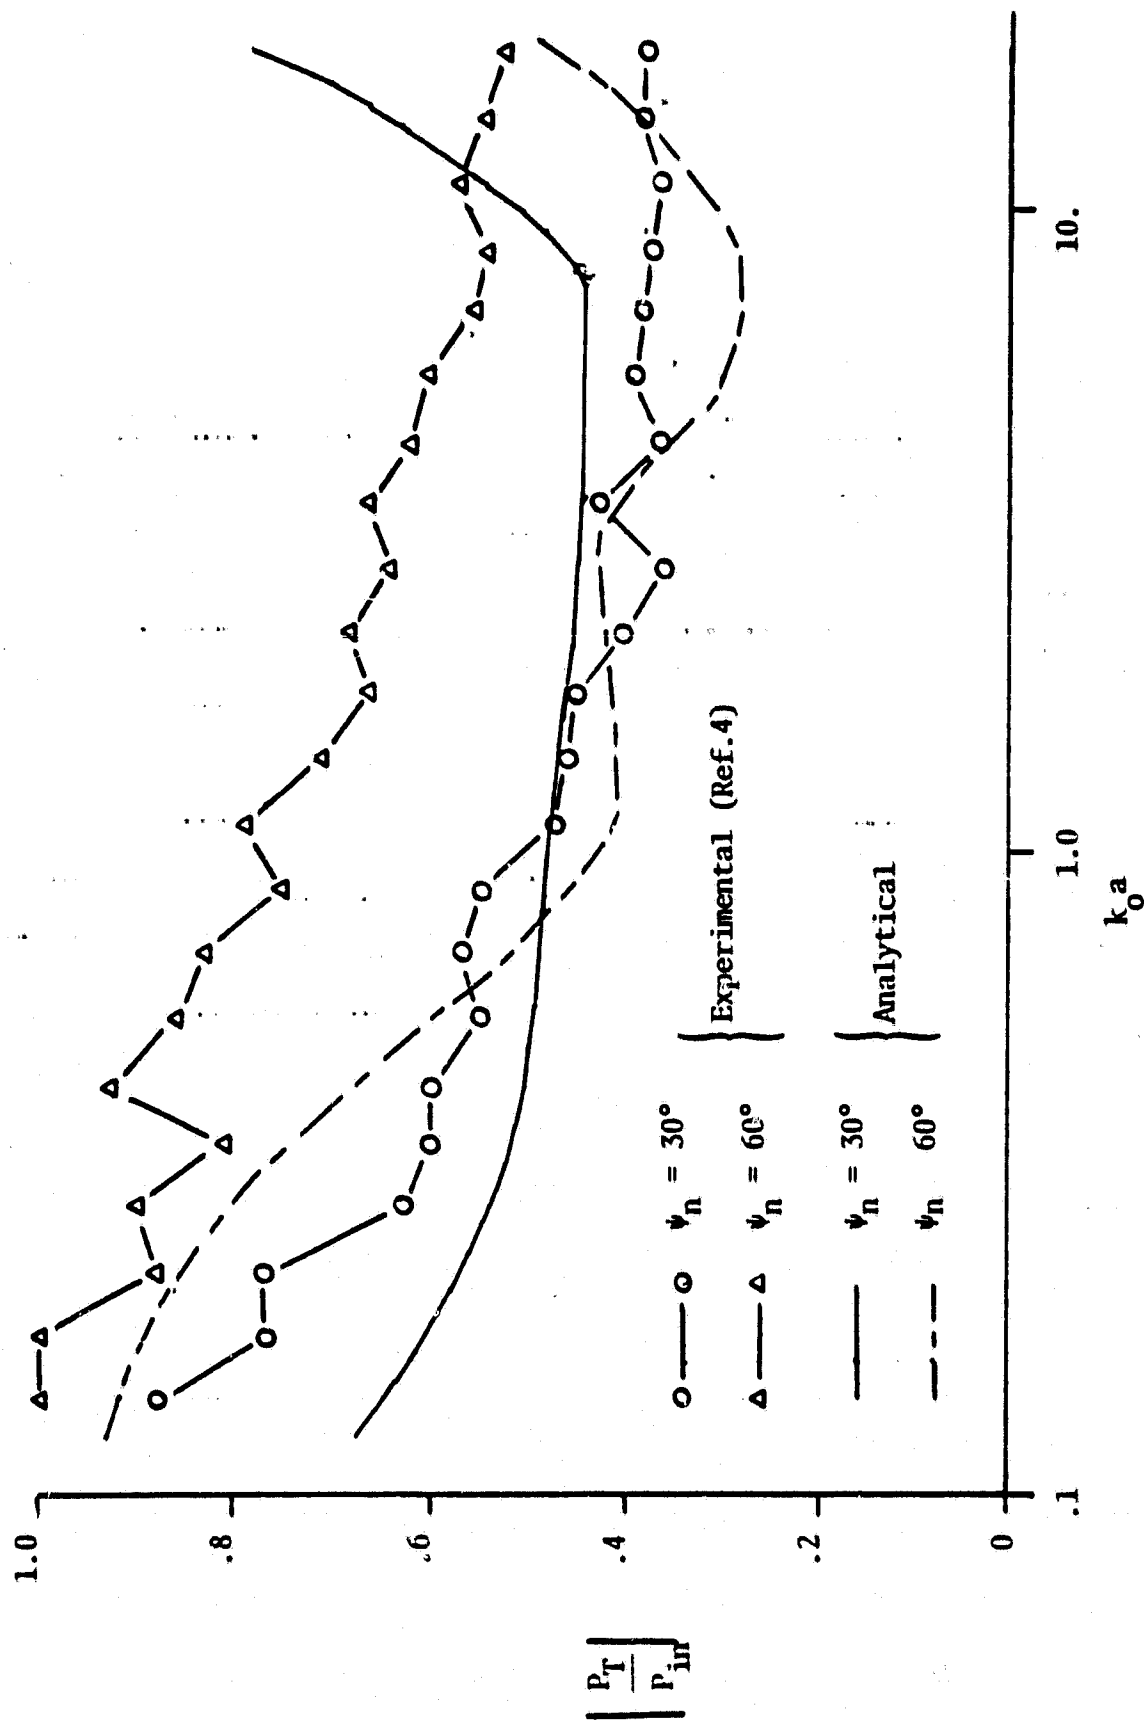 1.0
.8
.6
.4
.2
0
| P_T / P_in |
.1
1.0
10.
k_o a
ψ_n = 30°
ψ_n = 60°
Experimental (Ref.4)
ψ_n = 30°
ψ_n 60°
Analytical